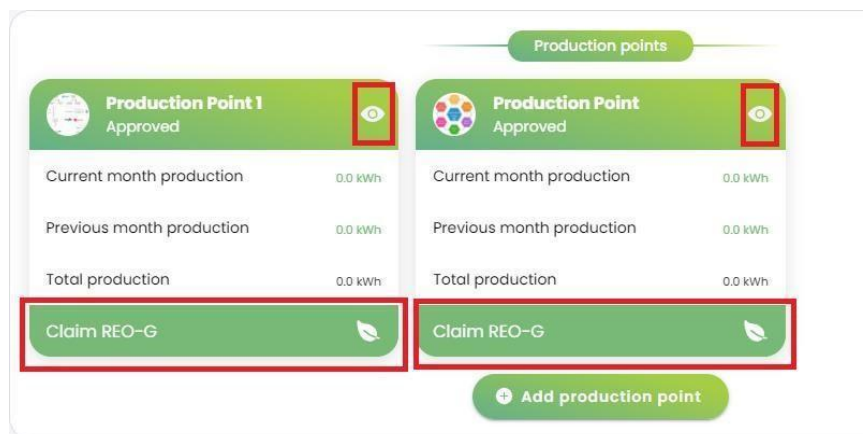 Production points
Production Point 1
Approved
Current month production 0.0 kWh
Previous month production 0.0 kWh
Total production 0.0 kWh
Claim REO-G
Production Point
Approved
Current month production 0.0 kWh
Previous month production 0.0 kWh
Total production 0.0 kWh
Claim REO-G
Add production point